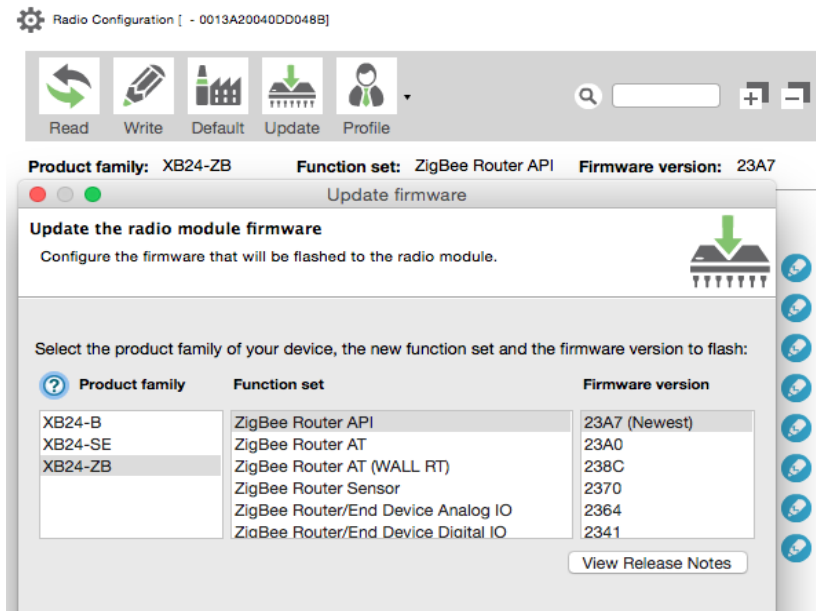 Radio Configuration [ - 0013A20040DD048B]
Read Write Default Update Profile
Product family: XB24-ZB Function set: ZigBee Router API Firmware version: 23A7
Update firmware
Update the radio module firmware
Configure the firmware that will be flashed to the radio module.
Select the product family of your device, the new function set and the firmware version to flash:
? Product family Function set Firmware version
XB24-B ZigBee Router API 23A7 (Newest)
XB24-SE ZigBee Router AT 23A0
XB24-ZB ZigBee Router AT (WALL RT) 238C
ZigBee Router Sensor 2370
ZigBee Router/End Device Analog IO 2364
ZigBee Router/End Device Digital IO 2341
View Release Notes